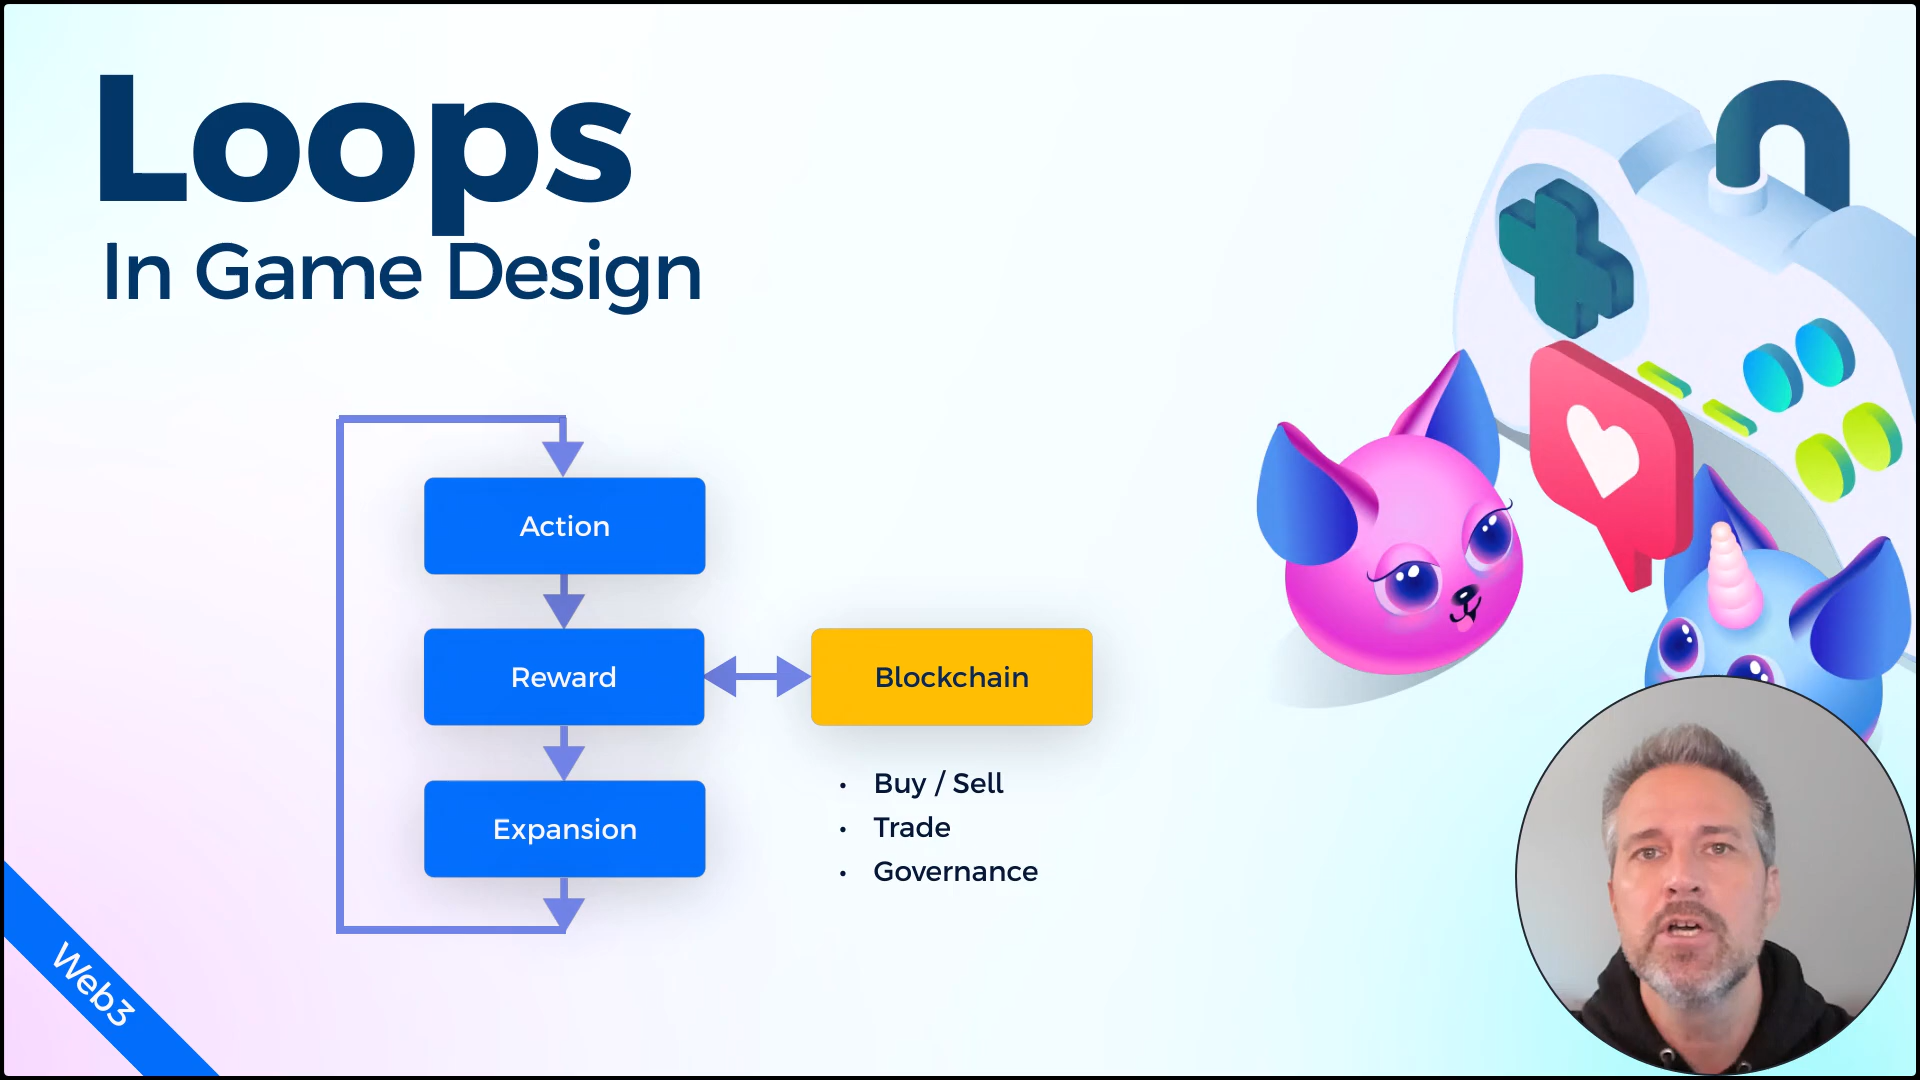 Loops
In Game Design
Action
Reward
Blockchain
Expansion
• Buy / Sell
• Trade
• Governance
Web3